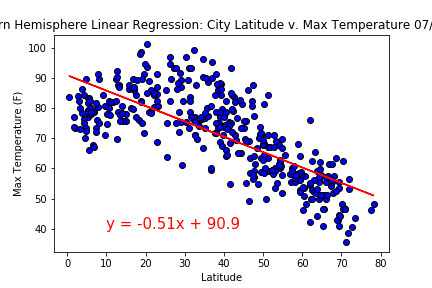 rn Hemisphere Linear Regression: City Latitude v. Max Temperature 07/
100
90
80
70
60
50
40
Max Temperature (F)
y = -0.51x + 90.9
0 10 20 30 40 50 60 70 80
Latitude